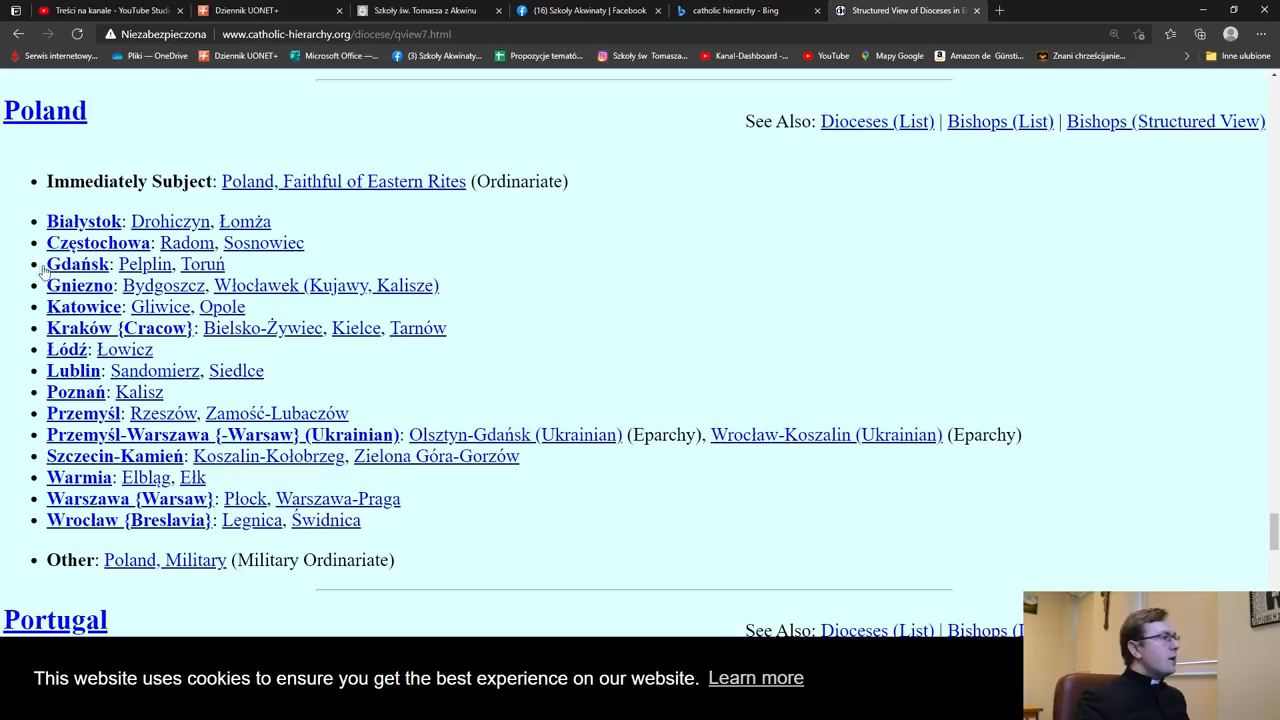 Treści na kanale - YouTube Studi
Dziennik UONET+
Szkoły św. Tomasza z Akwinu
(16) Szkoły Akwinaty | Facebook
catholic hierarchy - Bing
Structured View of Dioceses in E
Niezabezpieczona
www.catholic-hierarchy.org/diocese/qview7.html
Serwis internetowy...
Pliki — OneDrive
Dziennik UONET+
Microsoft Office —...
(3) Szkoły Akwinaty...
Propozycje temató...
Szkoły św Tomasza...
Kanal-Dashboard -...
YouTube
Mapy Google
Amazon de Günsti...
Znani chrześcijanie...
Inne ulubione
Poland
See Also: Dioceses (List) | Bishops (List) | Bishops (Structured View)
• Immediately Subject: Poland, Faithful of Eastern Rites (Ordinariate)
• Białystok: Drohiczyn, Łomża
• Częstochowa: Radom, Sosnowiec
• Gdańsk: Pelplin, Toruń
• Gniezno: Bydgoszcz, Włocławek (Kujawy, Kalisze)
• Katowice: Gliwice, Opole
• Kraków {Cracow}: Bielsko-Żywiec, Kielce, Tarnów
• Łódź: Łowicz
• Lublin: Sandomierz, Siedlce
• Poznań: Kalisz
• Przemyśl: Rzeszów, Zamość-Lubaczów
• Przemyśl-Warszawa {-Warsaw} (Ukrainian): Olsztyn-Gdańsk (Ukrainian) (Eparchy), Wrocław-Koszalin (Ukrainian) (Eparchy)
• Szczecin-Kamień: Koszalin-Kołobrzeg, Zielona Góra-Gorzów
• Warmia: Elbląg, Ełk
• Warszawa {Warsaw}: Płock, Warszawa-Praga
• Wrocław {Breslavia}: Legnica, Świdnica
• Other: Poland, Military (Military Ordinariate)
Portugal
See Also: Dioceses (List) | Bishops (
This website uses cookies to ensure you get the best experience on our website. Learn more